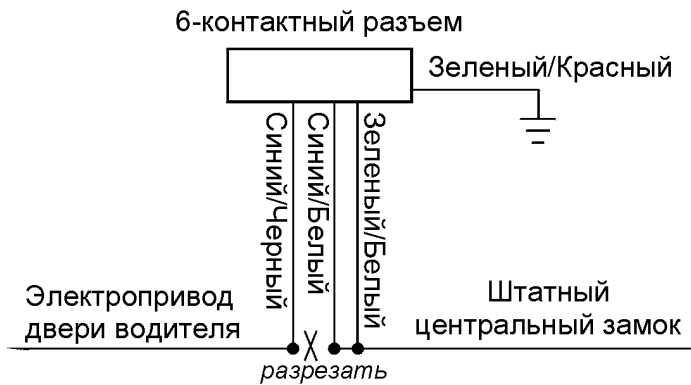 6-контактный разъем
Зеленый/Красный
Синий/Черный
Синий/Белый
Зеленый/Белый
Электропривод
двери водителя
Штатный
центральный замок
разрезать